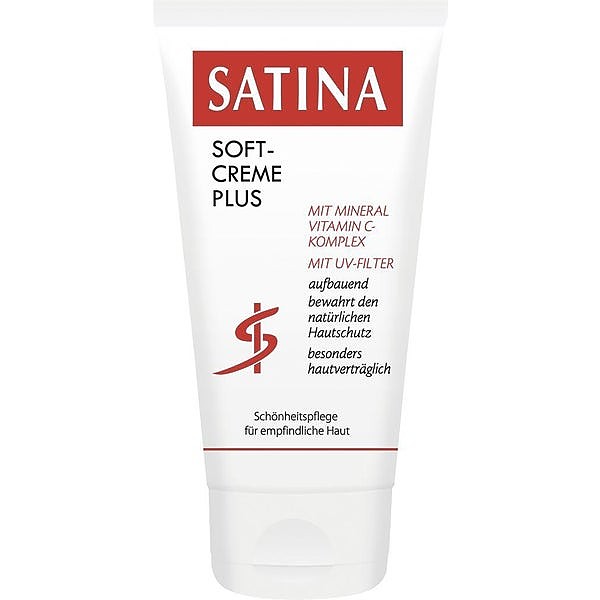 SATINA
SOFT-
CREME
PLUS
MIT MINERAL
VITAMIN C-
KOMPLEX
MIT UV-FILTER
aufbauend
bewahrt den
natürlichen
Hautschutz
besonders
hautverträglich
Schönheitspflege
für empfindliche Haut